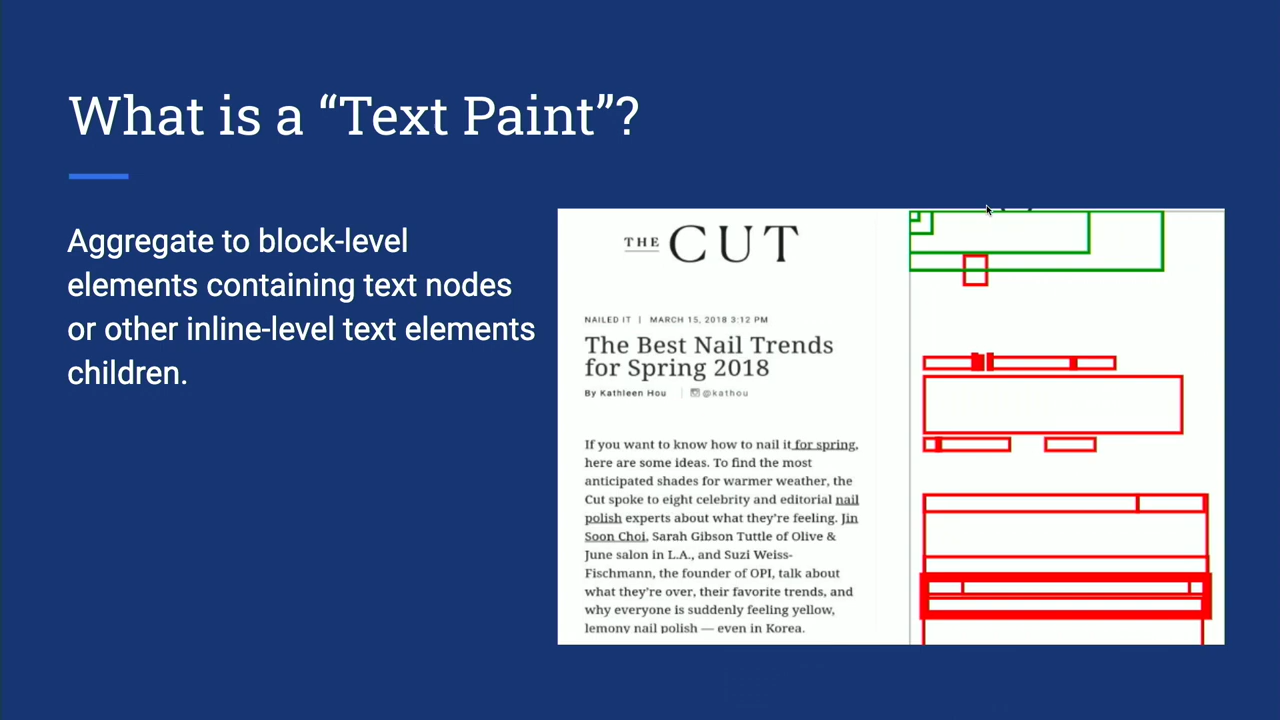 What is a “Text Paint”?
Aggregate to block-level
elements containing text nodes
or other inline-level text elements
children.
THE CUT
NAILED IT | MARCH 15, 2018 3:12 PM
The Best Nail Trends
for Spring 2018
By Kathleen Hou | @kathou
If you want to know how to nail it for spring,
here are some ideas. To find the most
anticipated shades for warmer weather, the
Cut spoke to eight celebrity and editorial nail
polish experts about what they’re feeling. Jin
Soon Choi, Sarah Gibson Tuttle of Olive &
June salon in L.A., and Suzi Weiss-
Fischmann, the founder of OPI, talk about
what they’re over, their favorite trends, and
why everyone is suddenly feeling yellow,
lemony nail polish — even in Korea.